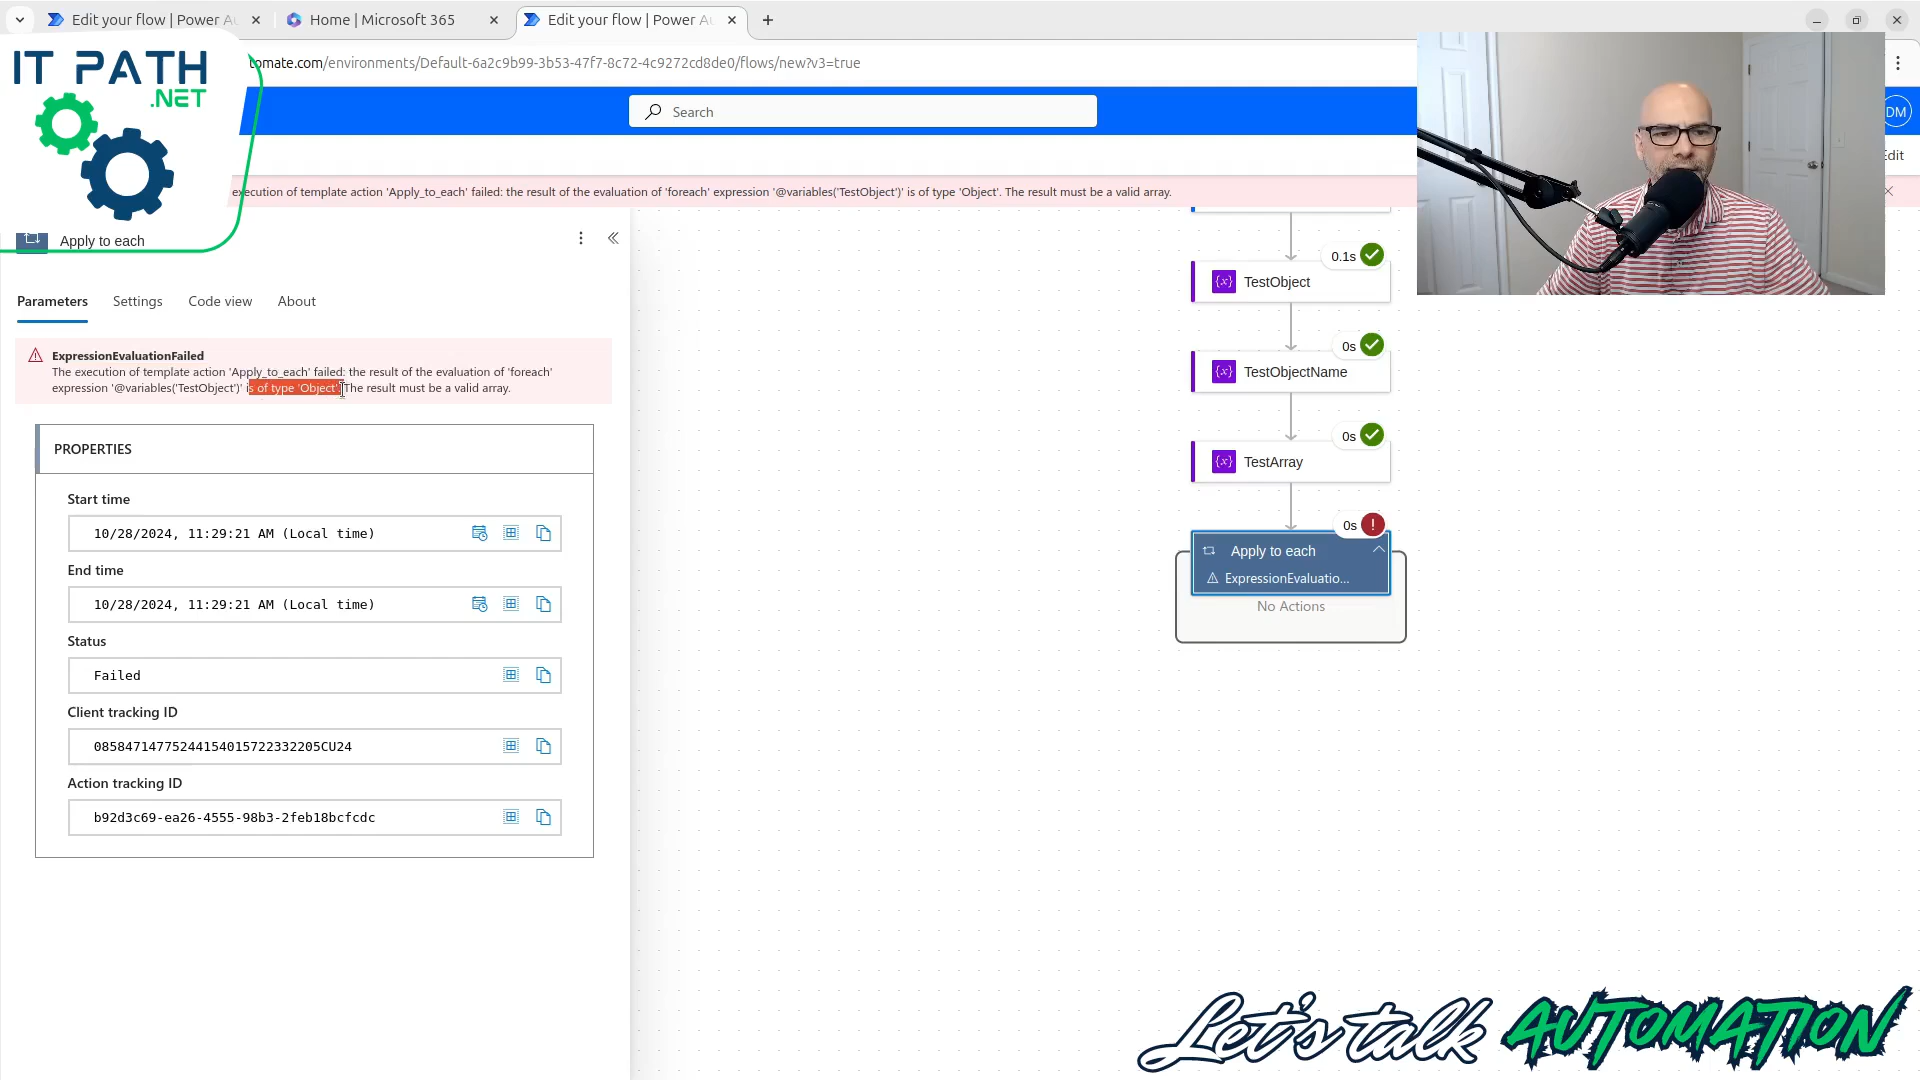 Edit your flow | Power Au
Home | Microsoft 365
Edit your flow | Power Au
IT PATH
.NET
tomate.com/environments/Default-6a2c9b99-3b53-47f7-8c72-4c9272cd8de0/flows/new?v3=true
Search
DM
Edit
execution of template action 'Apply_to_each' failed: the result of the evaluation of 'foreach' expression '@variables('TestObject')' is of type 'Object'. The result must be a valid array.
Apply to each
Parameters
Settings
Code view
About
ExpressionEvaluationFailed
The execution of template action 'Apply_to_each' failed: the result of the evaluation of 'foreach'
expression '@variables('TestObject')' is of type 'Object'. The result must be a valid array.
PROPERTIES
Start time
10/28/2024, 11:29:21 AM (Local time)
End time
10/28/2024, 11:29:21 AM (Local time)
Status
Failed
Client tracking ID
08584714775244154015722332205CU24
Action tracking ID
b92d3c69-ea26-4555-98b3-2feb18bcfcdc
0.1s
{x} TestObject
0s
{x} TestObjectName
0s
{x} TestArray
0s
Apply to each
ExpressionEvaluatio...
No Actions
Let's talk AUTOMATION